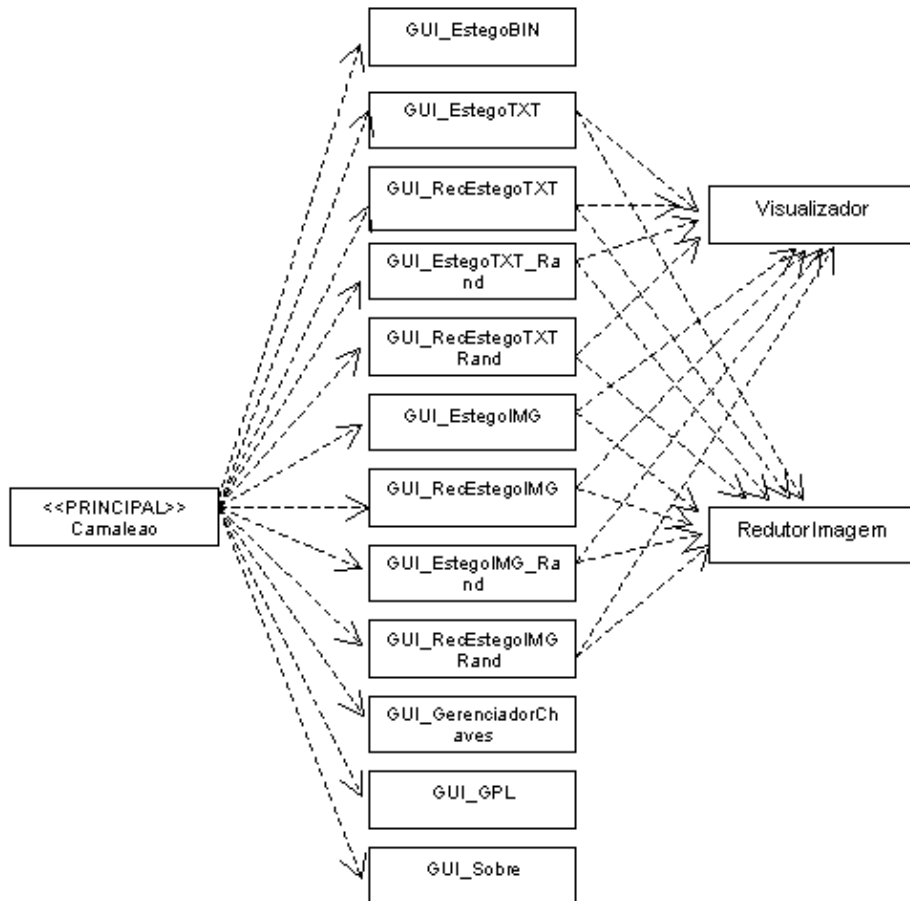 GUI_EstegoBIN
GUI_EstegoTXT
GUI_RecEstegoTXT
GUI_EstegoTXT_Ra
nd
GUI_RecEstegoTXT
Rand
GUI_EstegoIMG
GUI_RecEstegoIMG
GUI_EstegoIMG_Ra
nd
GUI_RecEstegoIMG
Rand
GUI_GerenciadorCh
aves
GUI_GPL
GUI_Sobre
<<PRINCIPAL>>
Camaleao
Visualizador
RedutorImagem